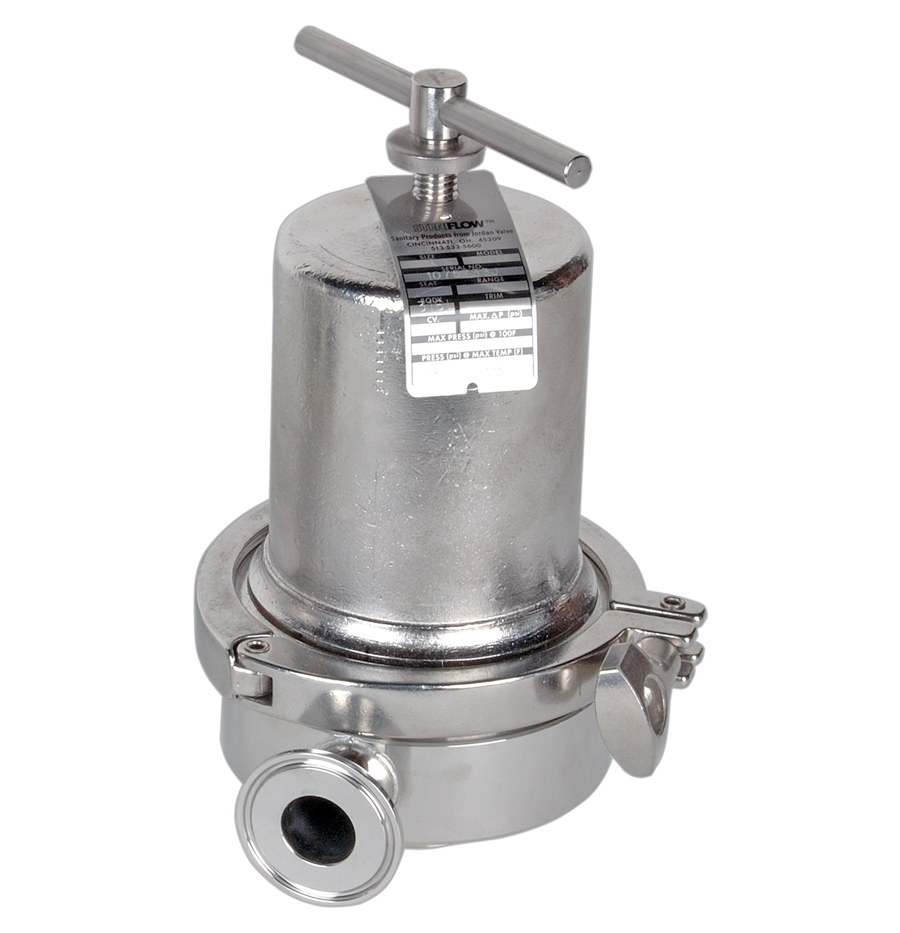 STERIFLOW™
Sanitary Products from Jordan Valve
CINCINNATI, OH. 45209
513-533-5600
SIZE MODEL
SERIAL NO.
SEAT RANGE
BODY TRIM
CV. MAX. Δ P (psi)
MAX PRESS (psi) @ 100F
PRESS (psi) @ MAX TEMP (F)